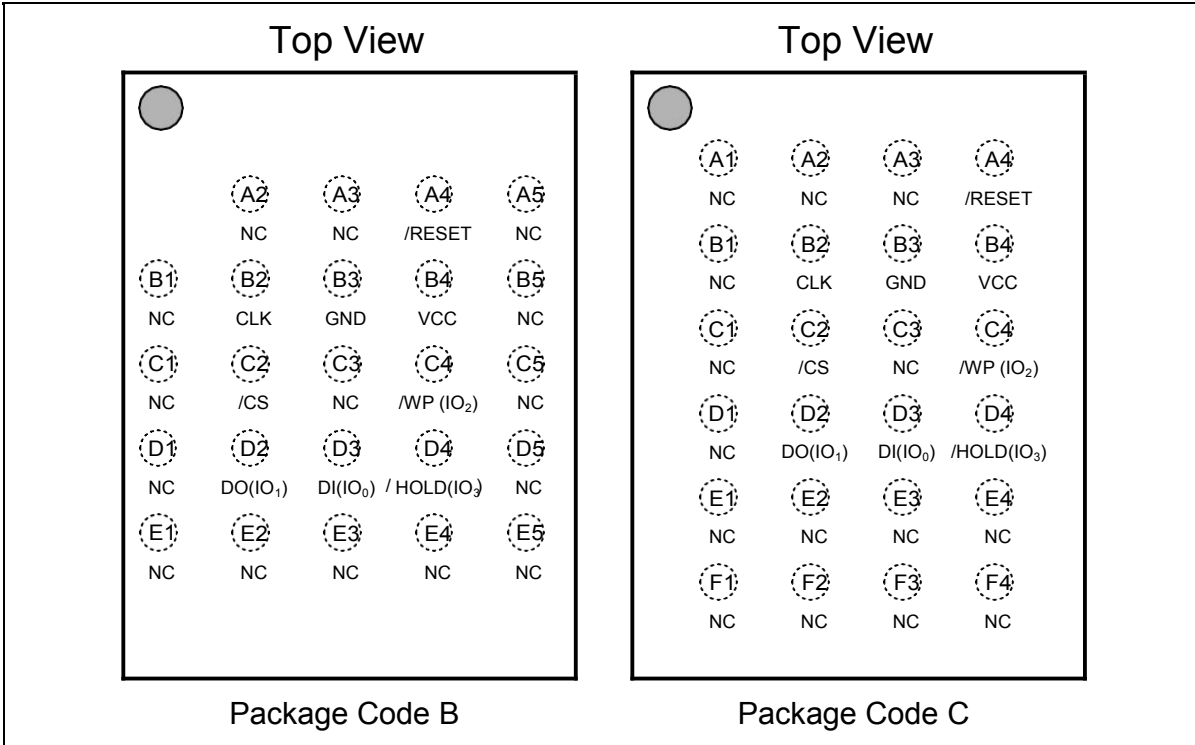 Top View
A2 A3 A4 A5
NC NC /RESET NC
B1 B2 B3 B4 B5
NC CLK GND VCC NC
C1 C2 C3 C4 C5
NC /CS NC /WP (IO₂) NC
D1 D2 D3 D4 D5
NC DO(IO₁) DI(IO₀) / HOLD(IO₃) NC
E1 E2 E3 E4 E5
NC NC NC NC NC
Package Code B
Top View
A1 A2 A3 A4
NC NC NC /RESET
B1 B2 B3 B4
NC CLK GND VCC
C1 C2 C3 C4
NC /CS NC /WP (IO₂)
D1 D2 D3 D4
NC DO(IO₁) DI(IO₀) /HOLD(IO₃)
E1 E2 E3 E4
NC NC NC NC
F1 F2 F3 F4
NC NC NC NC
Package Code C